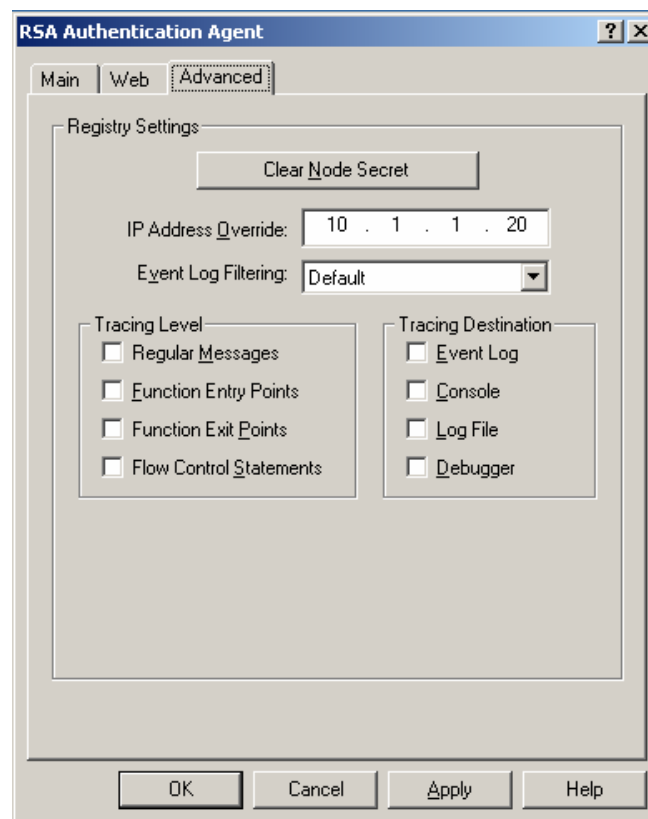 RSA Authentication Agent
Main Web Advanced
Registry Settings
Clear Node Secret
IP Address Override: 10 . 1 . 1 . 20
Event Log Filtering: Default
Tracing Level Tracing Destination
Regular Messages Event Log
Function Entry Points Console
Function Exit Points Log File
Flow Control Statements Debugger
OK Cancel Apply Help